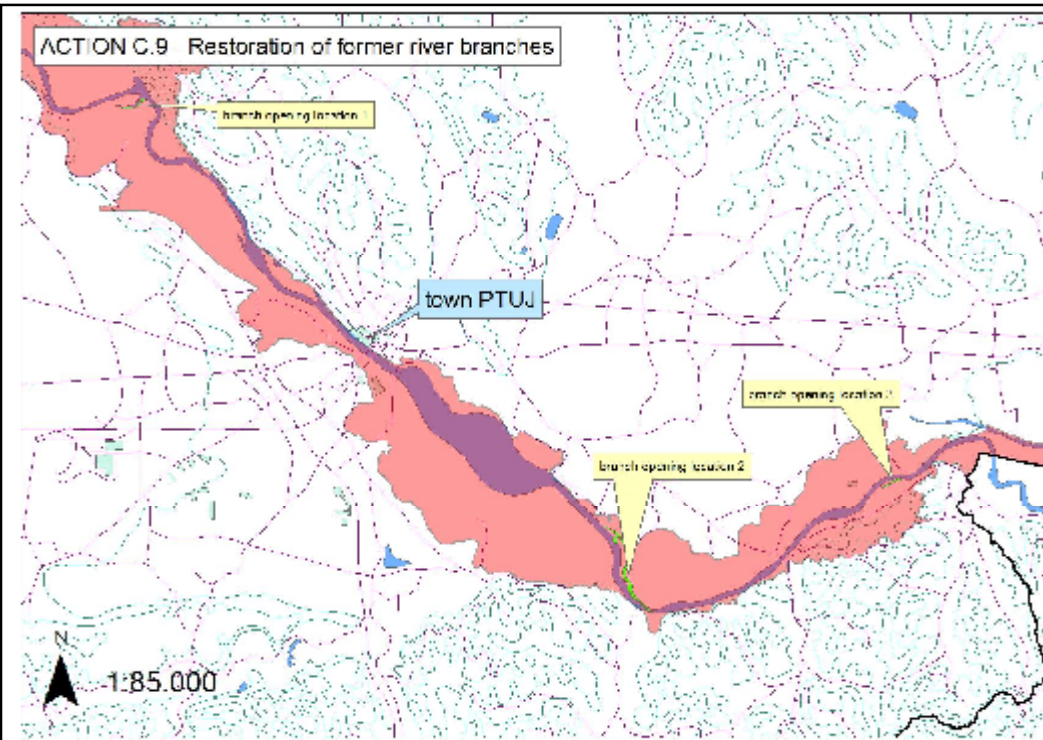 ACTION C.9 Restoration of former river branches
branch opening location 1
town PTUJ
branch opening location 3
branch opening location 2
N
1:85.000